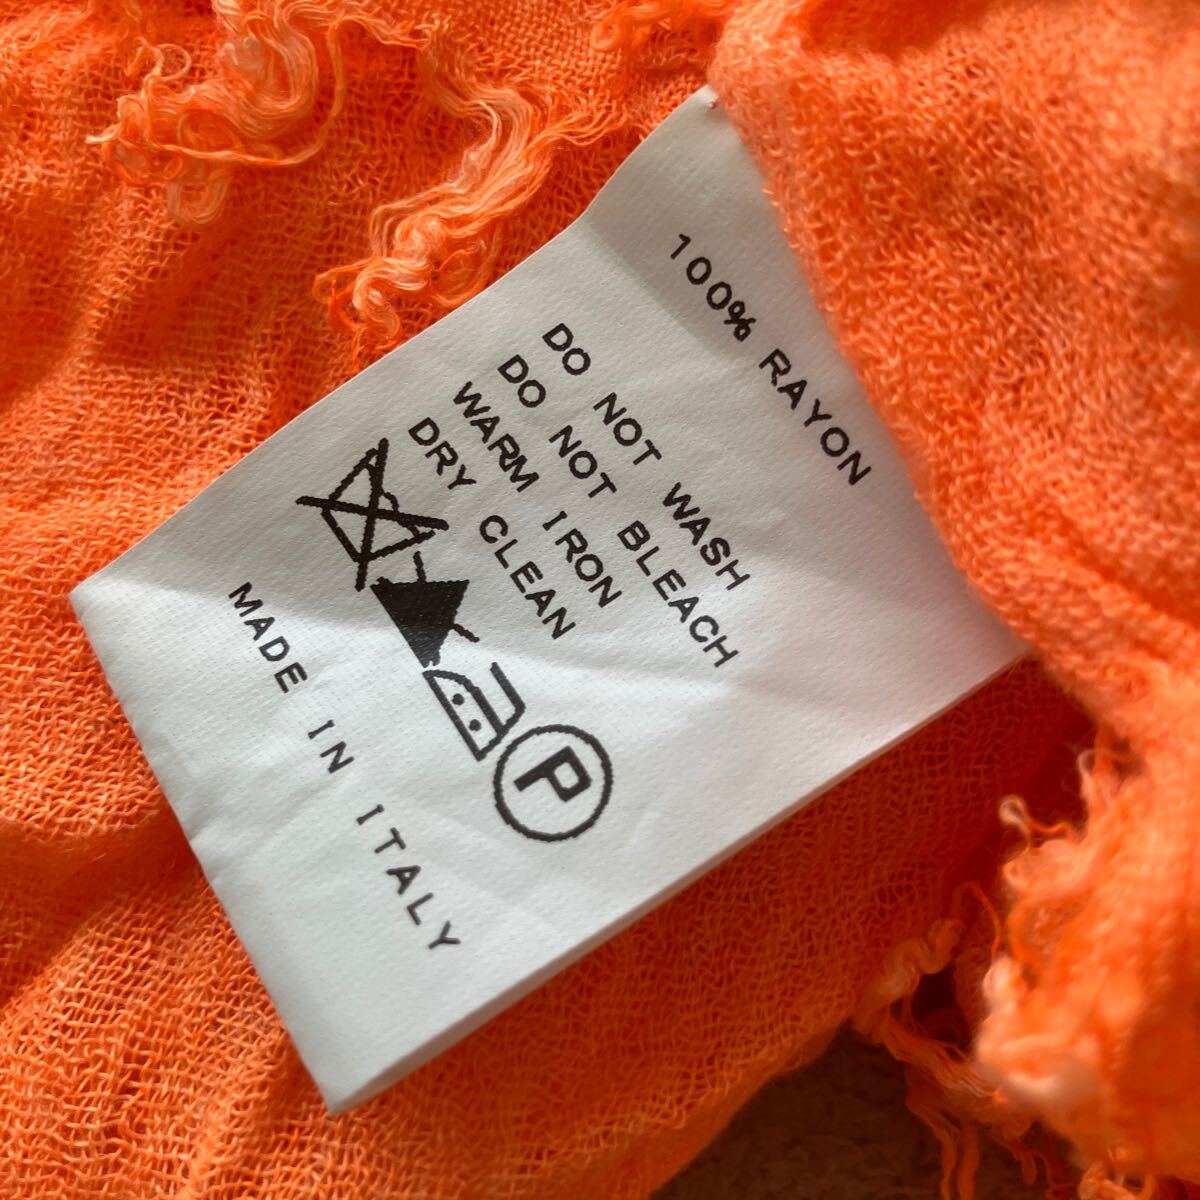 100% RAYON
DO NOT WASH
DO NOT BLEACH
WARM IRON
DRY CLEAN
P
MADE IN ITALY